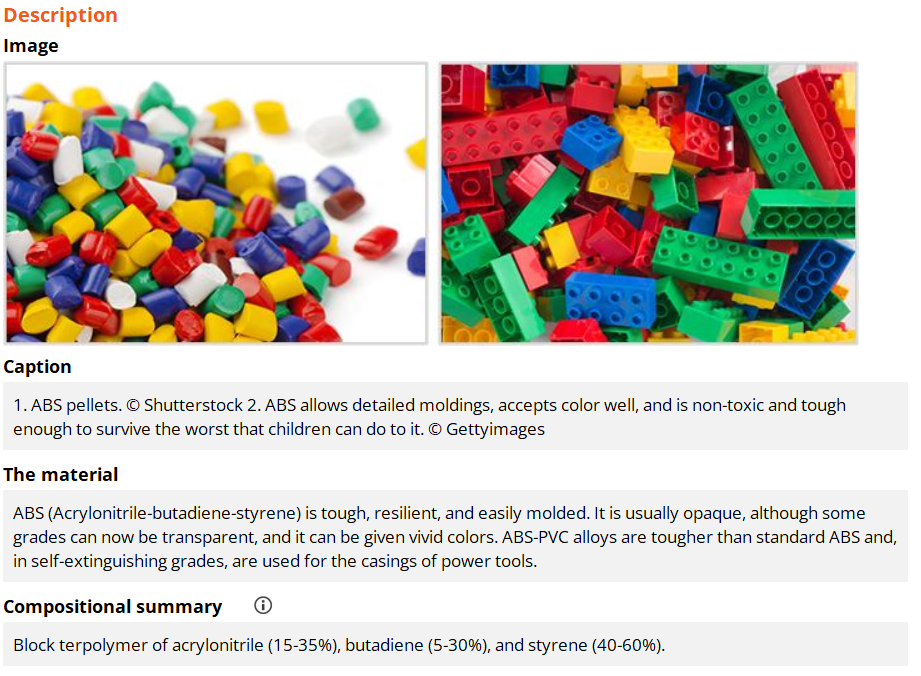 Description
Image
Caption
1. ABS pellets. © Shutterstock 2. ABS allows detailed moldings, accepts color well, and is non-toxic and tough
enough to survive the worst that children can do to it. © Gettyimages
The material
ABS (Acrylonitrile-butadiene-styrene) is tough, resilient, and easily molded. It is usually opaque, although some
grades can now be transparent, and it can be given vivid colors. ABS-PVC alloys are tougher than standard ABS and,
in self-extinguishing grades, are used for the casings of power tools.
Compositional summary
Block terpolymer of acrylonitrile (15-35%), butadiene (5-30%), and styrene (40-60%).